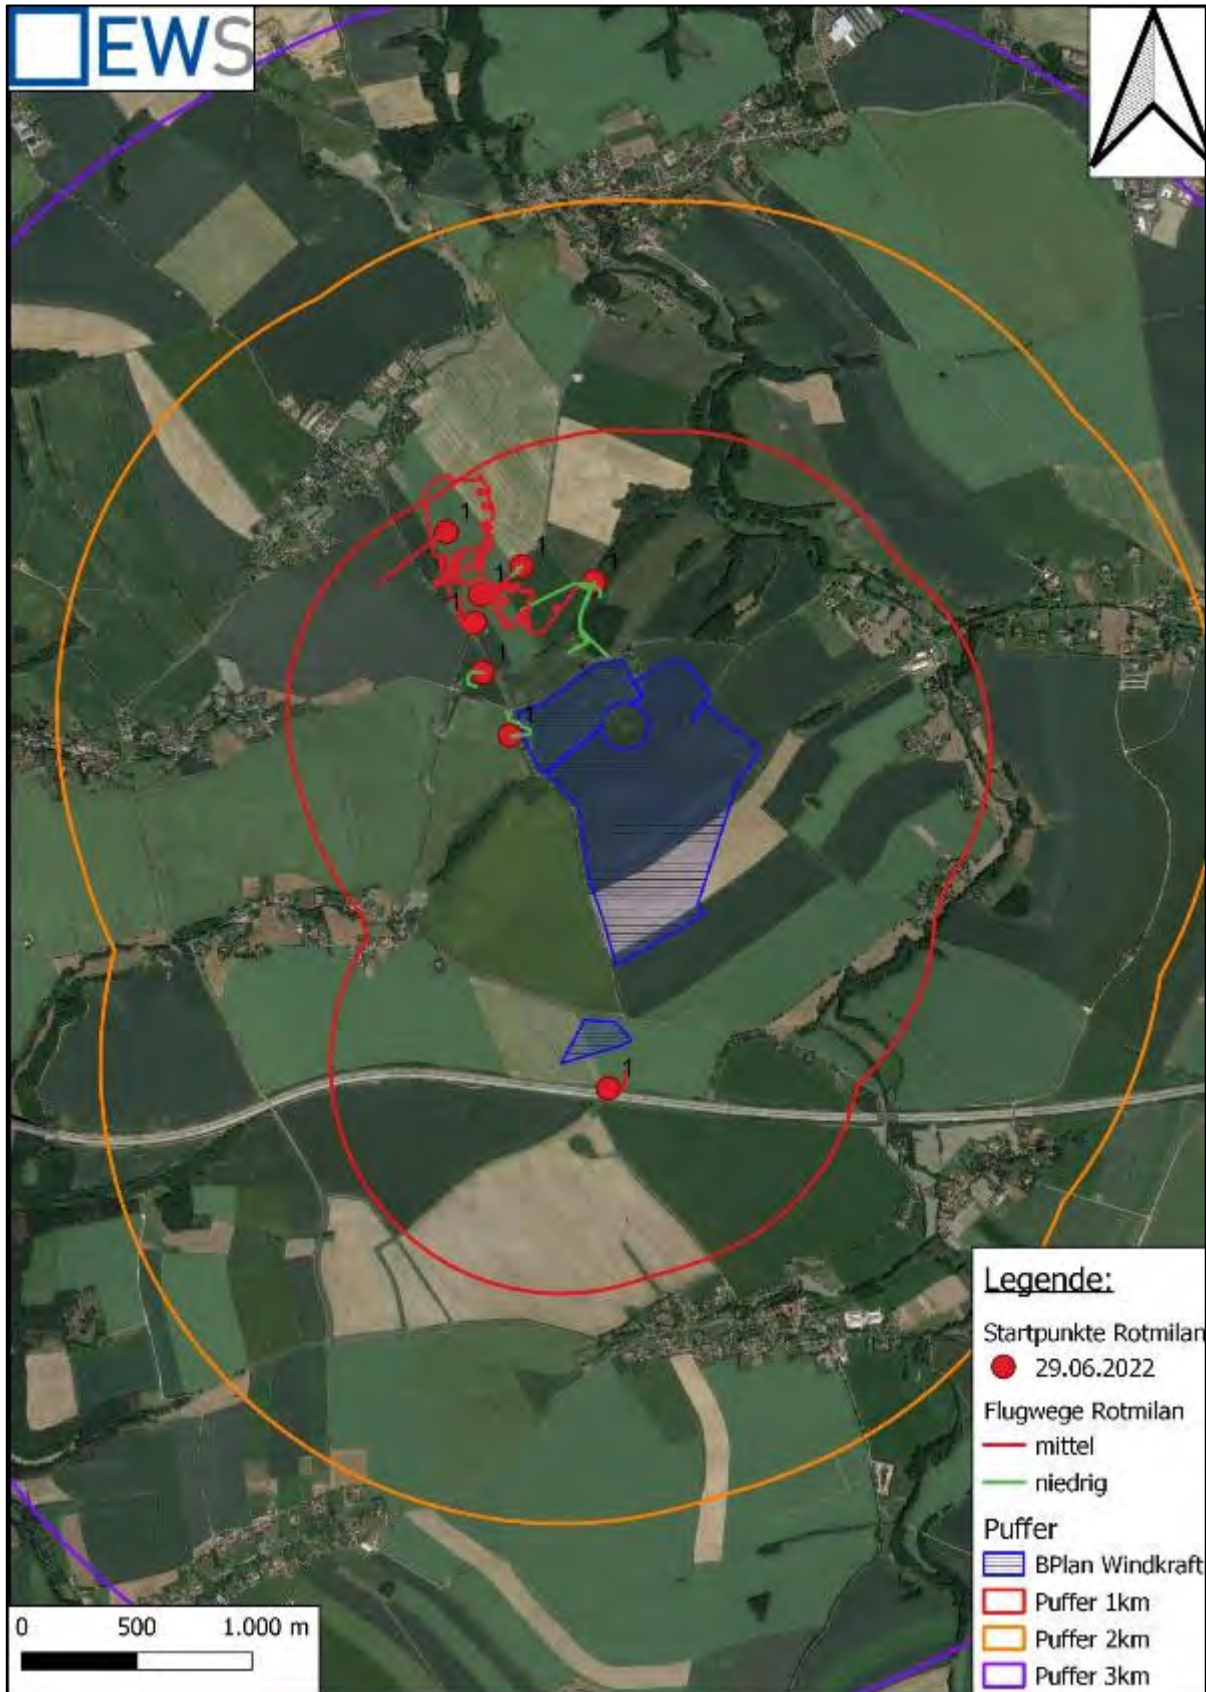 EWS
1
1
1
1
1
1
1
1
Legende:
Startpunkte Rotmilan
29.06.2022
Flugwege Rotmilan
mittel
niedrig
Puffer
BPlan Windkraft
Puffer 1km
Puffer 2km
Puffer 3km
0 500 1.000 m